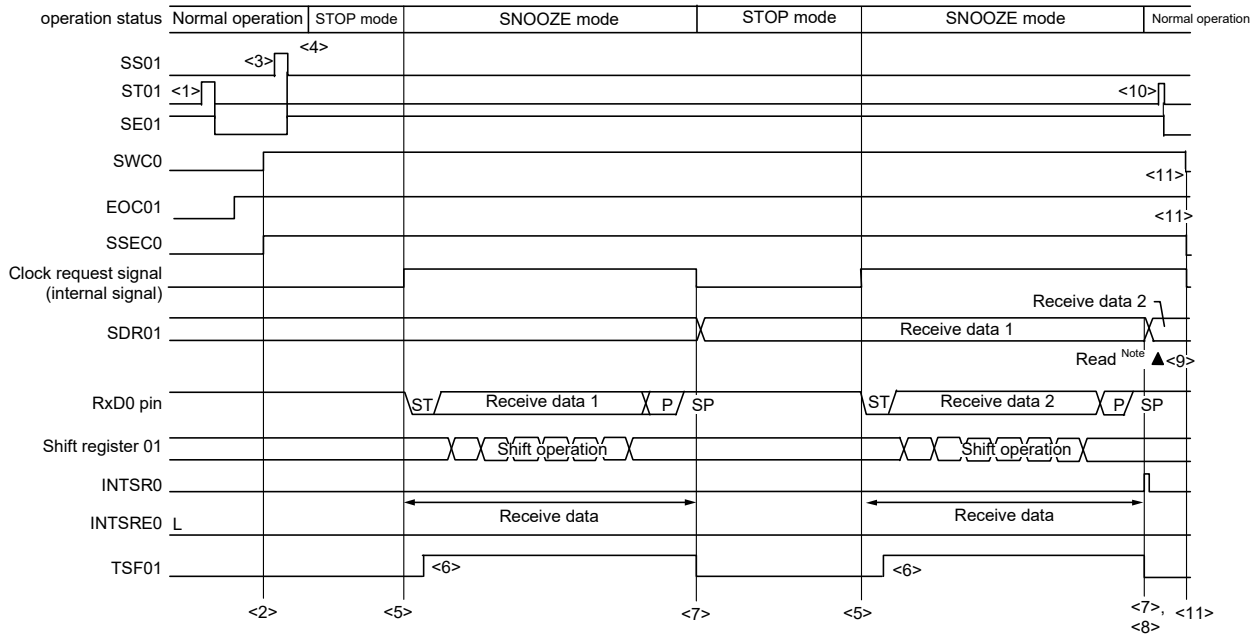 operation status Normal operation STOP mode SNOOZE mode STOP mode SNOOZE mode Normal operation
<4>
SS01 <3>
ST01 <1> <10>
SE01
SWC0
<11>
EOC01
<11>
SSEC0
Clock request signal
(internal signal)
Receive data 2
SDR01 Receive data 1
Read Note ▲<9>
RxD0 pin ST Receive data 1 P SP ST Receive data 2 P SP
Shift register 01 Shift operation Shift operation
INTSR0
Receive data Receive data
INTSRE0 L
TSF01 <6> <6>
<2> <5> <7> <5> <7>, <11>
<8>